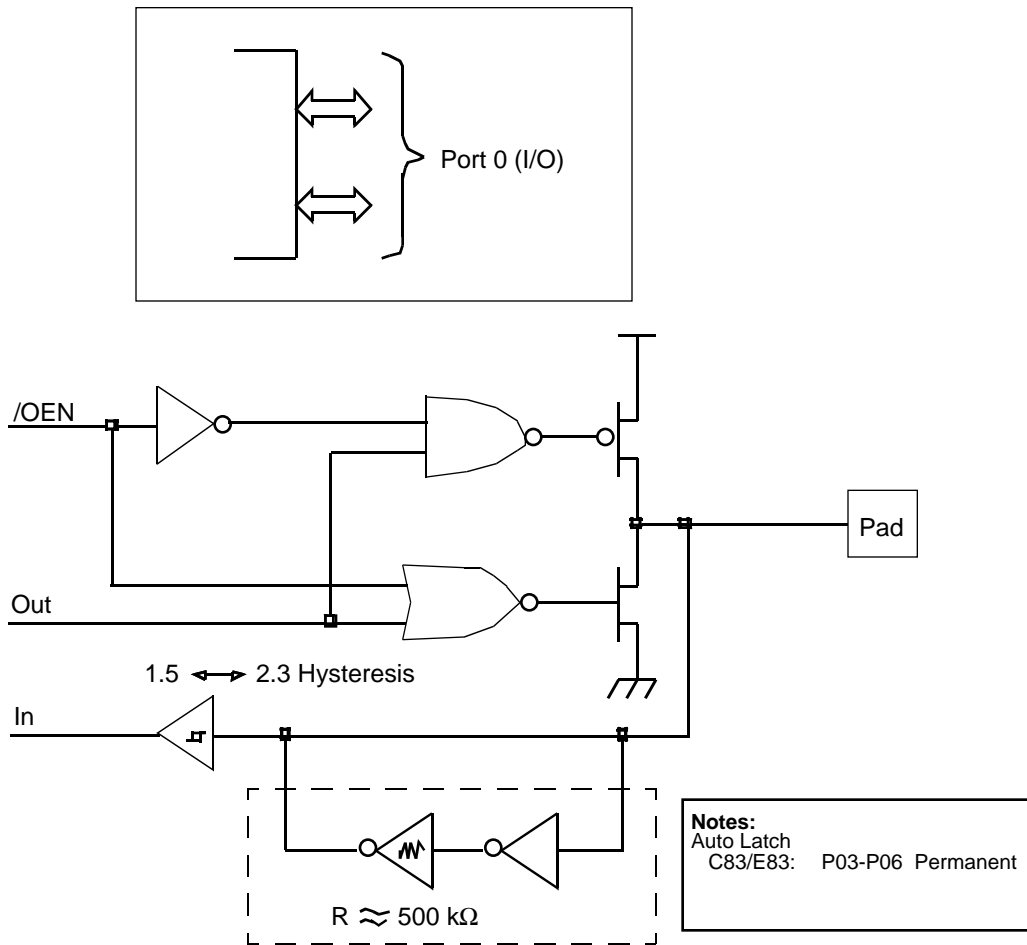 Port 0 (I/O)
/OEN
Pad
Out
1.5 2.3 Hysteresis
In
R ≈ 500 kΩ
Notes:
Auto Latch
C83/E83: P03-P06 Permanent